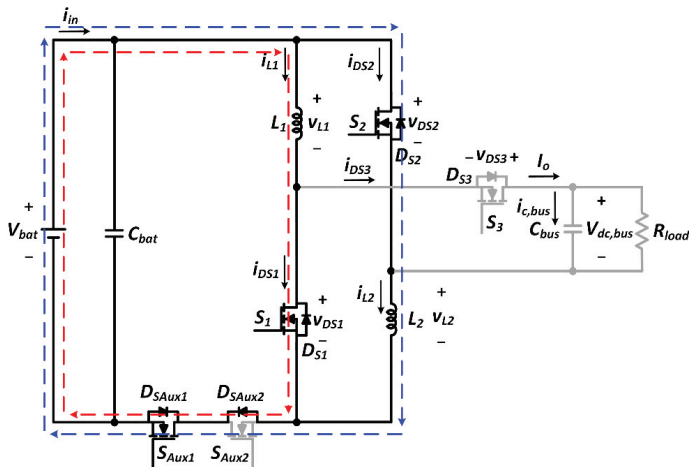 i_in
i_L1
i_DS2
+
+
L_1
v_L1
S_2
v_DS2
–
–
D_S2
– v_DS3 +
I_o
i_DS3
D_S3
+
+
V_bat
–
C_bat
S_3
i_c,bus
C_bus
V_dc,bus
–
R_load
i_DS1
+
i_L2
+
S_1
v_DS1
L_2
v_L2
–
–
D_S1
D_SAux1
D_SAux2
S_Aux1
S_Aux2